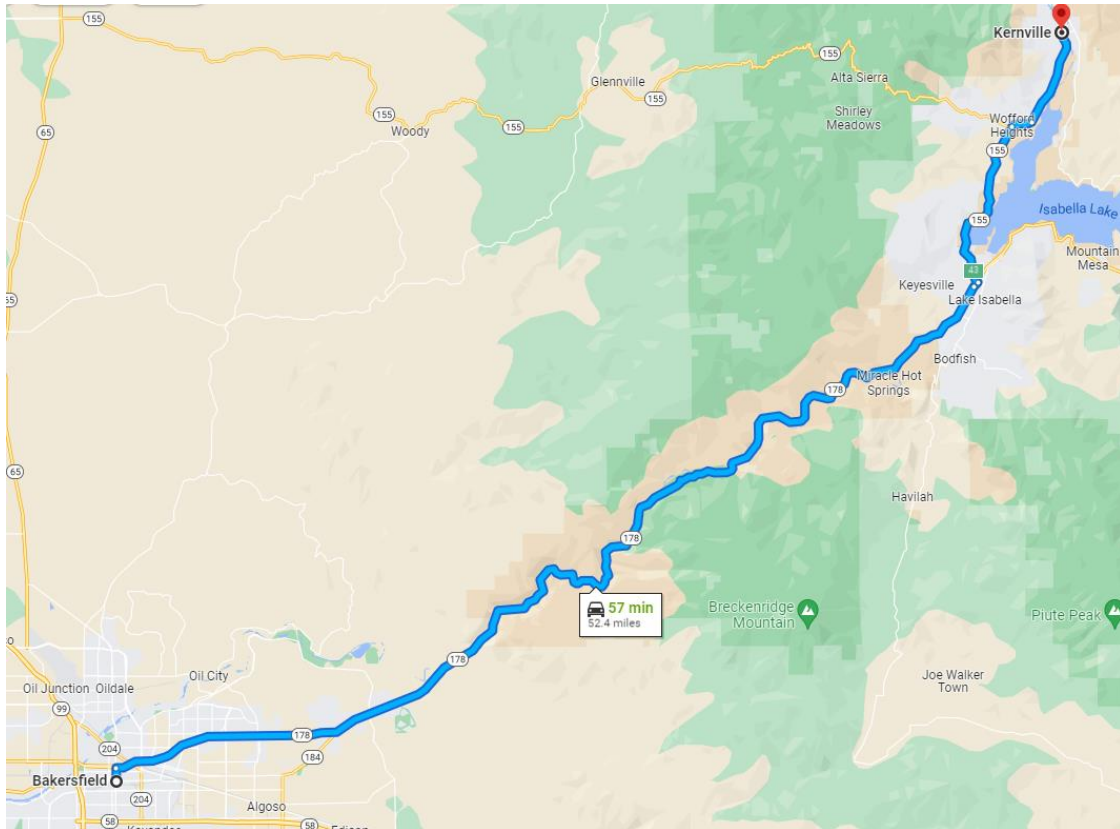 155
Kernville
65
155
Alta Sierra
Glennville
155
Shirley
Meadows
155
155
Woody
Wofford
Heights
155
Isabella Lake
155
Mountain
Mesa
43
Keyesville
Lake Isabella
65
Bodfish
Miracle Hot
Springs
178
65
Havilah
178
57 min
52.4 miles
Breckenridge
Mountain
Piute Peak
178
Joe Walker
Town
Oil City
Oil Junction
Oildale
99
178
204
184
Bakersfield
204
Algoso
58
58